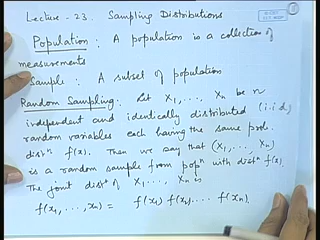 Lecture - 23. Sampling Distributions
Population : A population is a collection of
measurements
Sample : A subset of population
Random Sampling : Let X1, ..., Xn be n
independent and identically distributed (i.i.d)
random variables each having the same prob.
distⁿ f(x). Then we say that (X1, ..., Xn)
is a random sample from popⁿ with distⁿ f(x).
The joint distⁿ of X1, ..., Xn is
f(x1, ..., xn) = f(x1) f(x2) .... f(xn).